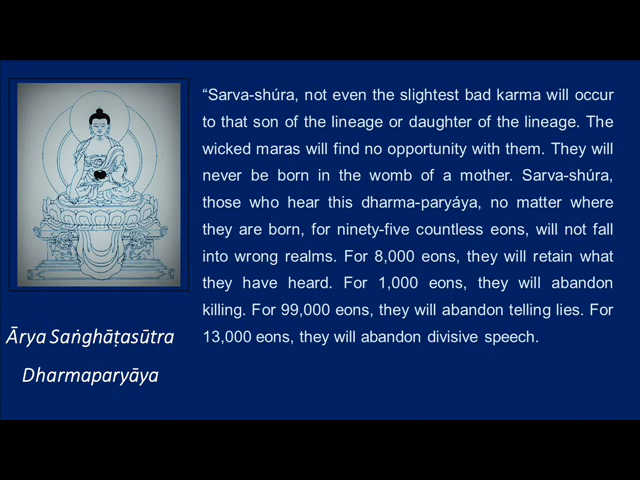 “Sarva-shúra, not even the slightest bad karma will occur
to that son of the lineage or daughter of the lineage. The
wicked maras will find no opportunity with them. They will
never be born in the womb of a mother. Sarva-shúra,
those who hear this dharma-paryáya, no matter where
they are born, for ninety-five countless eons, will not fall
into wrong realms. For 8,000 eons, they will retain what
they have heard. For 1,000 eons, they will abandon
killing. For 99,000 eons, they will abandon telling lies. For
13,000 eons, they will abandon divisive speech.
Ārya Saṅghāṭasūtra
Dharmaparyāya